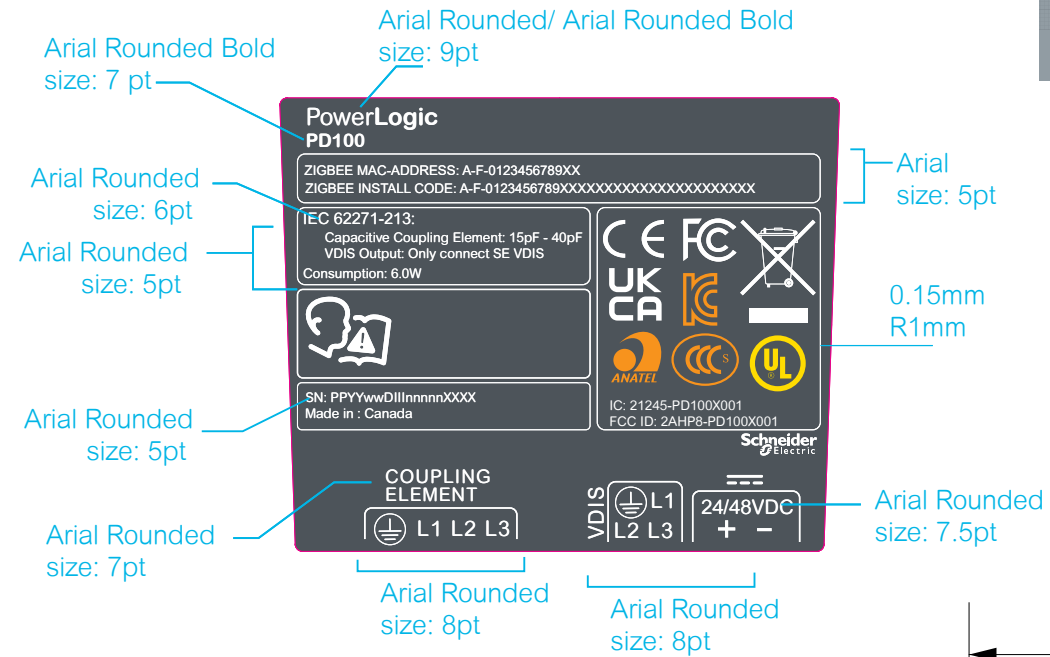 Arial Rounded/ Arial Rounded Bold
size: 9pt
Arial Rounded Bold
size: 7 pt
PowerLogic
PD100
ZIGBEE MAC-ADDRESS: A-F-0123456789XX
ZIGBEE INSTALL CODE: A-F-0123456789XXXXXXXXXXXXXXXXXXXXXX
Arial
size: 5pt
Arial Rounded
size: 6pt
IEC 62271-213:
Capacitive Coupling Element: 15pF - 40pF
VDIS Output: Only connect SE VDIS
Consumption: 6.0W
Arial Rounded
size: 5pt
CE FC
UK
CA
ANATEL
CCC S
UL
®
0.15mm
R1mm
IC: 21245-PD100X001
FCC ID: 2AHP8-PD100X001
SN: PPYYwwDIIInnnnnXXXX
Made in : Canada
Arial Rounded
size: 5pt
Schneider
Electric
COUPLING
ELEMENT
L1 L2 L3
VDIS
L1
L2 L3
24/48VDC
+ −
Arial Rounded
size: 7.5pt
Arial Rounded
size: 7pt
Arial Rounded
size: 8pt
Arial Rounded
size: 8pt